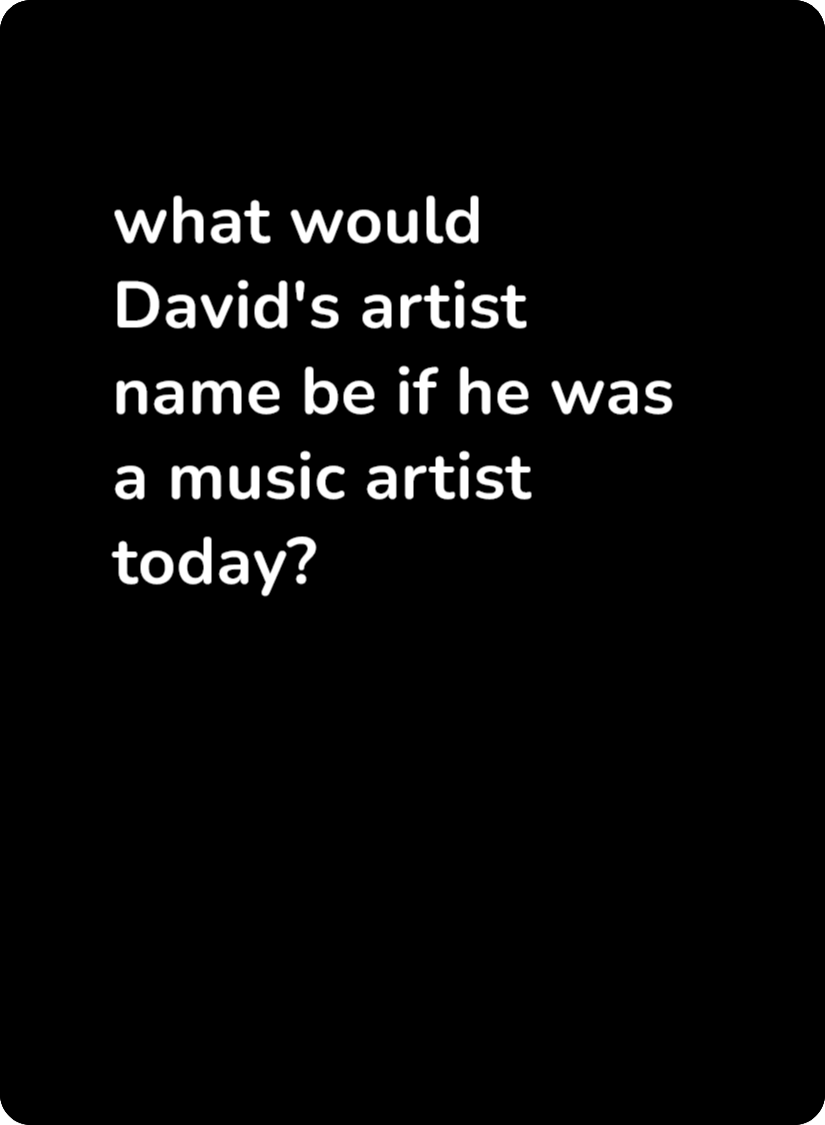 what would
David's artist
name be if he was
a music artist
today?